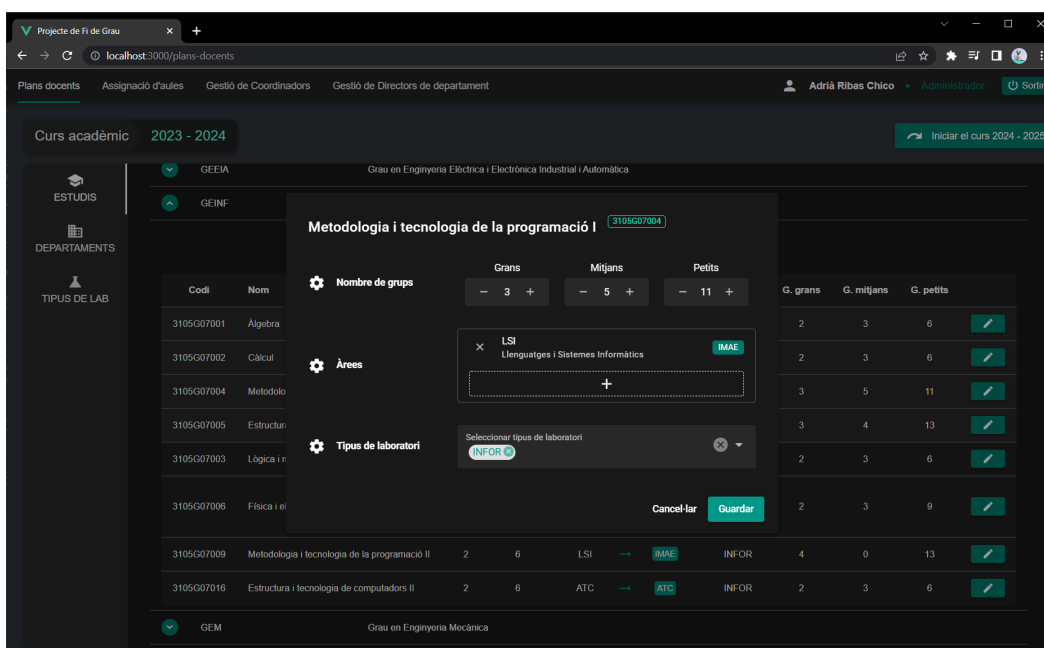 Projecte de Fi de Grau
localhost:3000/plans-docents
Plans docents Assignació d'aules Gestió de Coordinadors Gestió de Directors de departament Adrià Ribas Chico • Administrador Sortir
Curs acadèmic 2023 - 2024 Iniciar el curs 2024 - 2025
ESTUDIS
DEPARTAMENTS
TIPUS DE LAB
GEEIA Grau en Enginyeria Elèctrica i Electrònica Industrial i Automàtica
GEINF
Metodologia i tecnologia de la programació I 3105G07004
Nombre de grups
Grans Mitjans Petits
− 3 + − 5 + − 11 +
Àrees
× LSI IMAE
Llenguatges i Sistemes Informàtics
+
Tipus de laboratori
Seleccionar tipus de laboratori
INFOR
Cancel·lar Guardar
Codi Nom G. grans G. mitjans G. petits
3105G07001 Àlgebra 2 3 6
3105G07002 Càlcul 2 3 6
3105G07004 Metodolo 3 5 11
3105G07005 Estructur 3 4 13
3105G07003 Lògica i 2 3 6
3105G07006 Física i el 2 3 9
3105G07009 Metodologia i tecnologia de la programació II 2 6 LSI → IMAE INFOR 4 0 13
3105G07016 Estructura i tecnologia de computadors II 2 6 ATC → ATC INFOR 2 3 6
GEM Grau en Enginyeria Mecànica